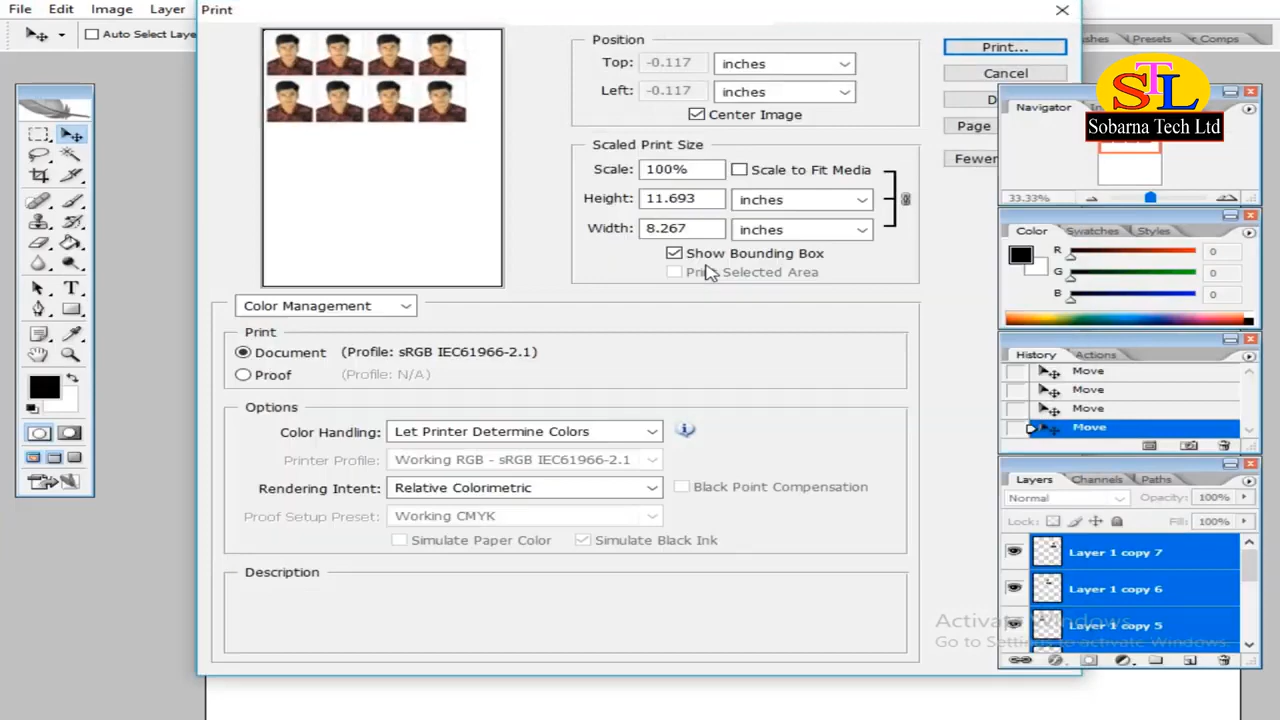 File Edit Image Layer
Auto Select Laye
Print
Position
Top: -0.117 inches
Left: -0.117 inches
Center Image
Scaled Print Size
Scale: 100% Scale to Fit Media
Height: 11.693 inches
Width: 8.267 inches
Show Bounding Box
Selected Area
Print...
Cancel
D
Page
Fewer
Color Management
Print
Document (Profile: sRGB IEC61966-2.1)
Proof (Profile: N/A)
Options
Color Handling: Let Printer Determine Colors
Printer Profile: Working RGB - sRGB IEC61966-2.1
Rendering Intent: Relative Colorimetric Black Point Compensation
Proof Setup Preset: Working CMYK
Simulate Paper Color Simulate Black Ink
Description
Presets
Comps
STL
Sobarna Tech Ltd
Navigator
33.33%
Color Swatches Styles
R 0
G 0
B 0
History Actions
Move
Move
Move
Move
Layers Channels Paths
Normal Opacity: 100%
Lock: Fill: 100%
Layer 1 copy 7
Layer 1 copy 6
Layer 1 copy 5
Activate Windows
Go to Settings to activate Windows.